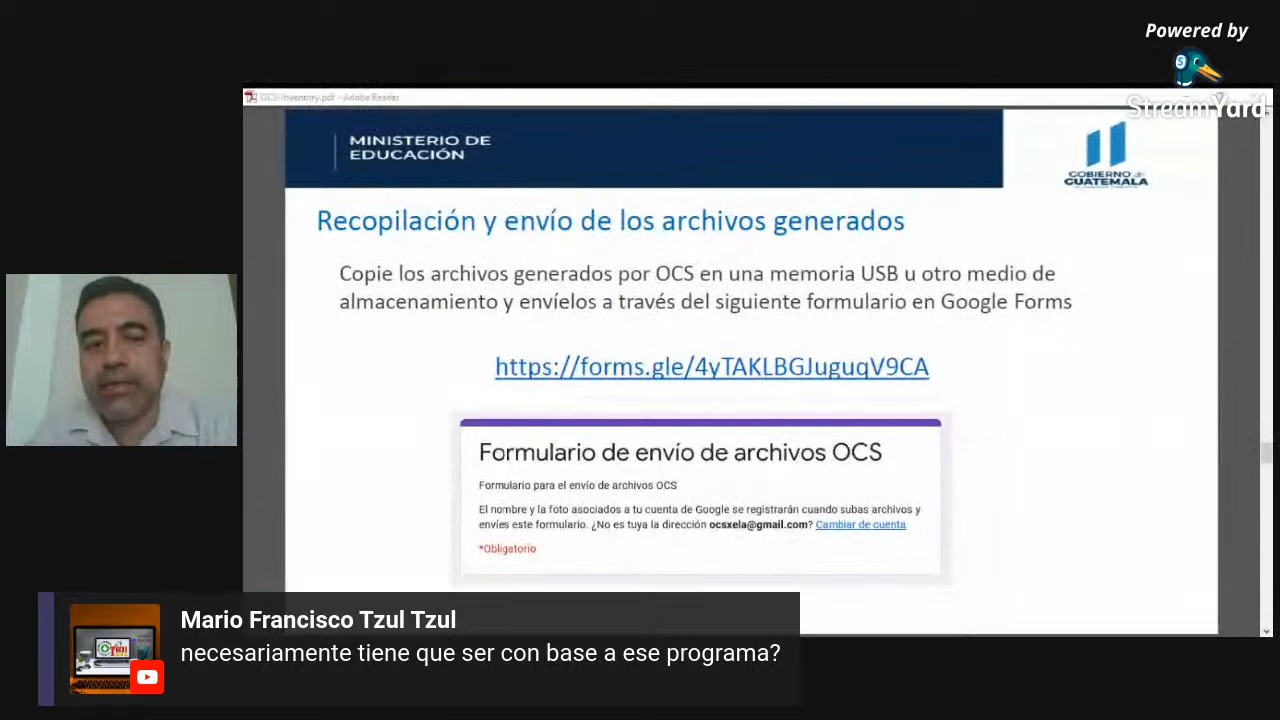 Powered by
StreamYard
OCS-Inventory.pdf - Adobe Reader
MINISTERIO DE
EDUCACIÓN
GOBIERNO de
GUATEMALA
Recopilación y envío de los archivos generados
Copie los archivos generados por OCS en una memoria USB u otro medio de
almacenamiento y envíelos a través del siguiente formulario en Google Forms
https://forms.gle/4yTAKLBGJuguqV9CA
Formulario de envío de archivos OCS
Formulario para el envío de archivos OCS
El nombre y la foto asociados a tu cuenta de Google se registrarán cuando subas archivos y
envíes este formulario. ¿No es tuya la dirección ocsxela@gmail.com? Cambiar de cuenta
*Obligatorio
Mario Francisco Tzul Tzul
necesariamente tiene que ser con base a ese programa?